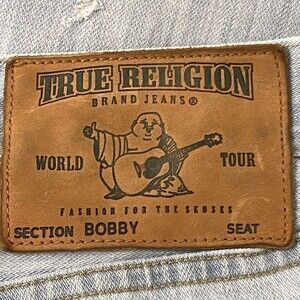 TRUE RELIGION
BRAND JEANS®
WORLD TOUR
FASHION FOR THE SENSES
SECTION BOBBY SEAT